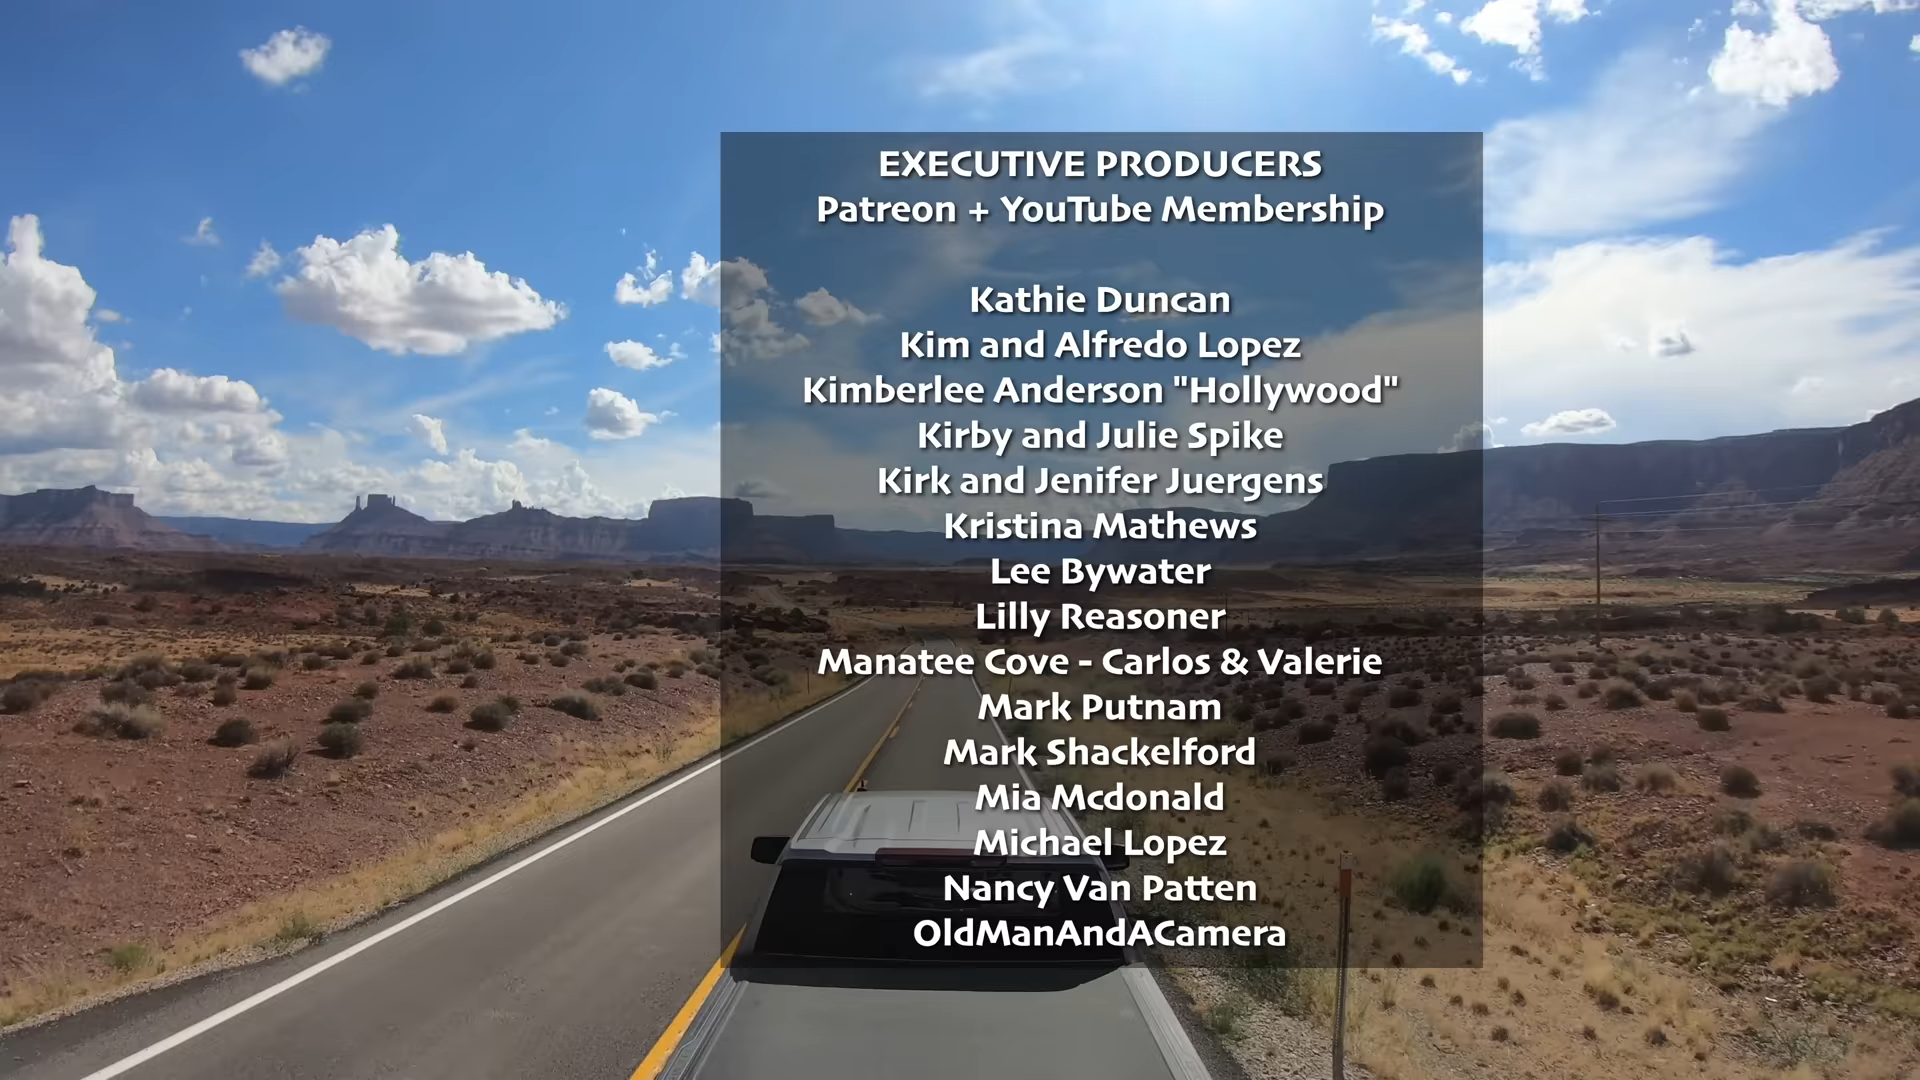 EXECUTIVE PRODUCERS
Patreon + YouTube Membership
Kathie Duncan
Kim and Alfredo Lopez
Kimberlee Anderson "Hollywood"
Kirby and Julie Spike
Kirk and Jenifer Juergens
Kristina Mathews
Lee Bywater
Lilly Reasoner
Manatee Cove - Carlos & Valerie
Mark Putnam
Mark Shackelford
Mia Mcdonald
Michael Lopez
Nancy Van Patten
OldManAndACamera